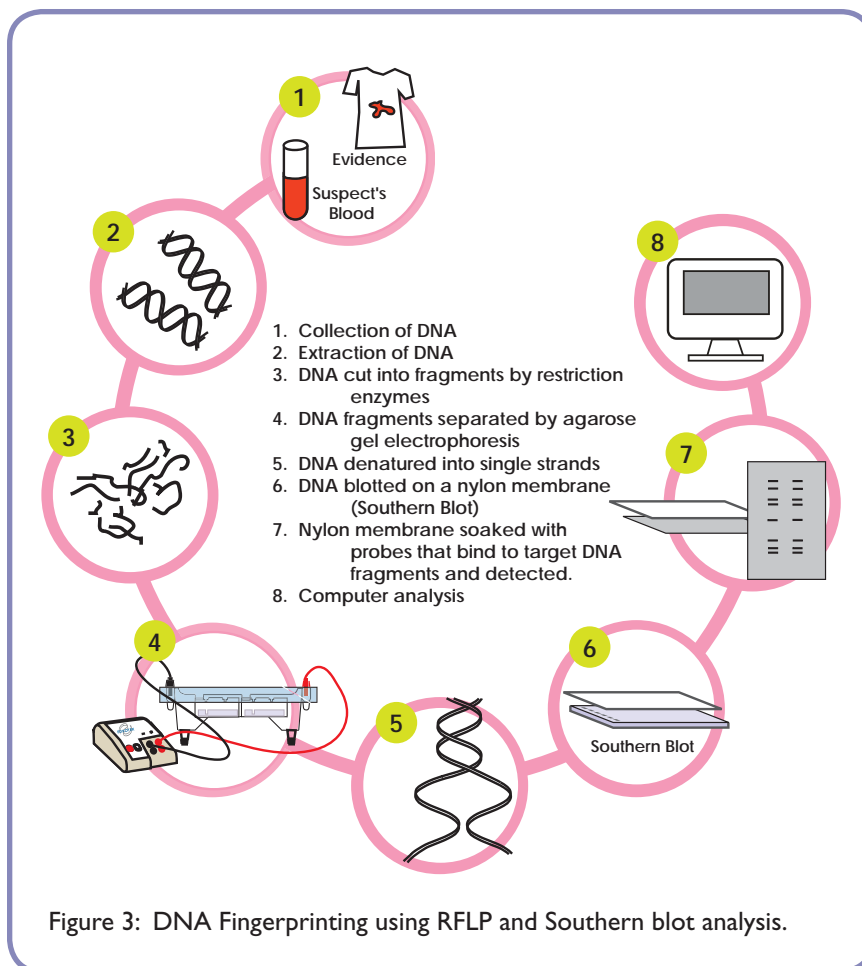 1
Evidence
Suspect's
Blood
2
8
1. Collection of DNA
2. Extraction of DNA
3. DNA cut into fragments by restriction
enzymes
4. DNA fragments separated by agarose
gel electrophoresis
5. DNA denatured into single strands
6. DNA blotted on a nylon membrane
(Southern Blot)
7. Nylon membrane soaked with
probes that bind to target DNA
fragments and detected.
8. Computer analysis
3
7
4
6
Southern Blot
5
Figure 3: DNA Fingerprinting using RFLP and Southern blot analysis.